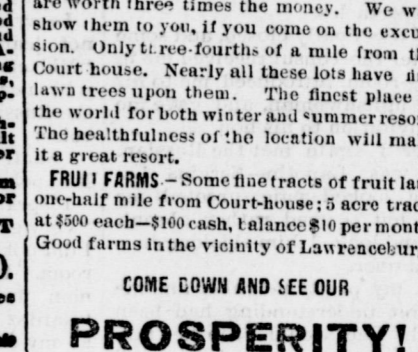 are worth three times the money. We w
show them to you, if you come on the excu
sion. Only three-fourths of a mile from t
Court house. Nearly all these lots have
lawn trees upon them. The finest place
the world for both winter and summer reso
The healthfulness of the location will ma
it a great resort.
FRUIT FARMS.—Some fine tracts of fruit la
one-half mile from Court-house; 5 acre trac
at $500 each—$100 cash, balance $10 per mont
Good farms in the vicinity of Lawrencebur
COME DOWN AND SEE OUR
PROSPERITY!